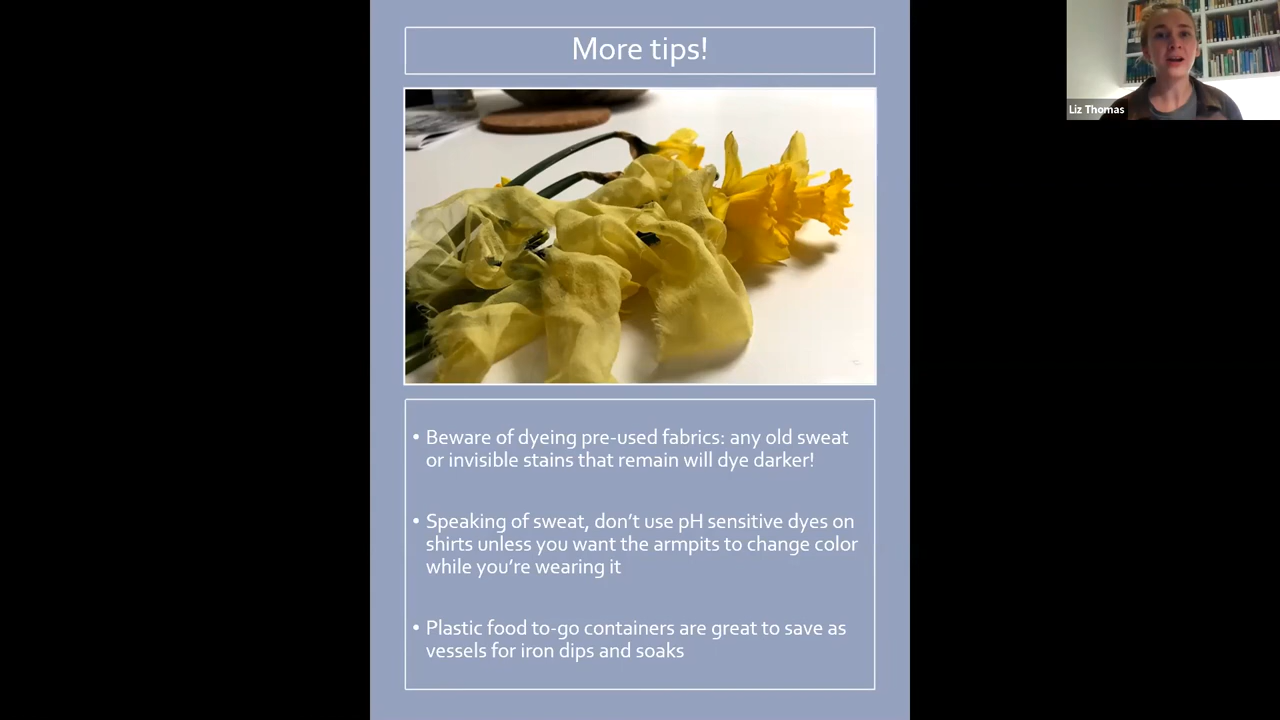 More tips!
Liz Thomas
• Beware of dyeing pre-used fabrics: any old sweat
or invisible stains that remain will dye darker!
• Speaking of sweat, don’t use pH sensitive dyes on
shirts unless you want the armpits to change color
while you’re wearing it
• Plastic food to-go containers are great to save as
vessels for iron dips and soaks